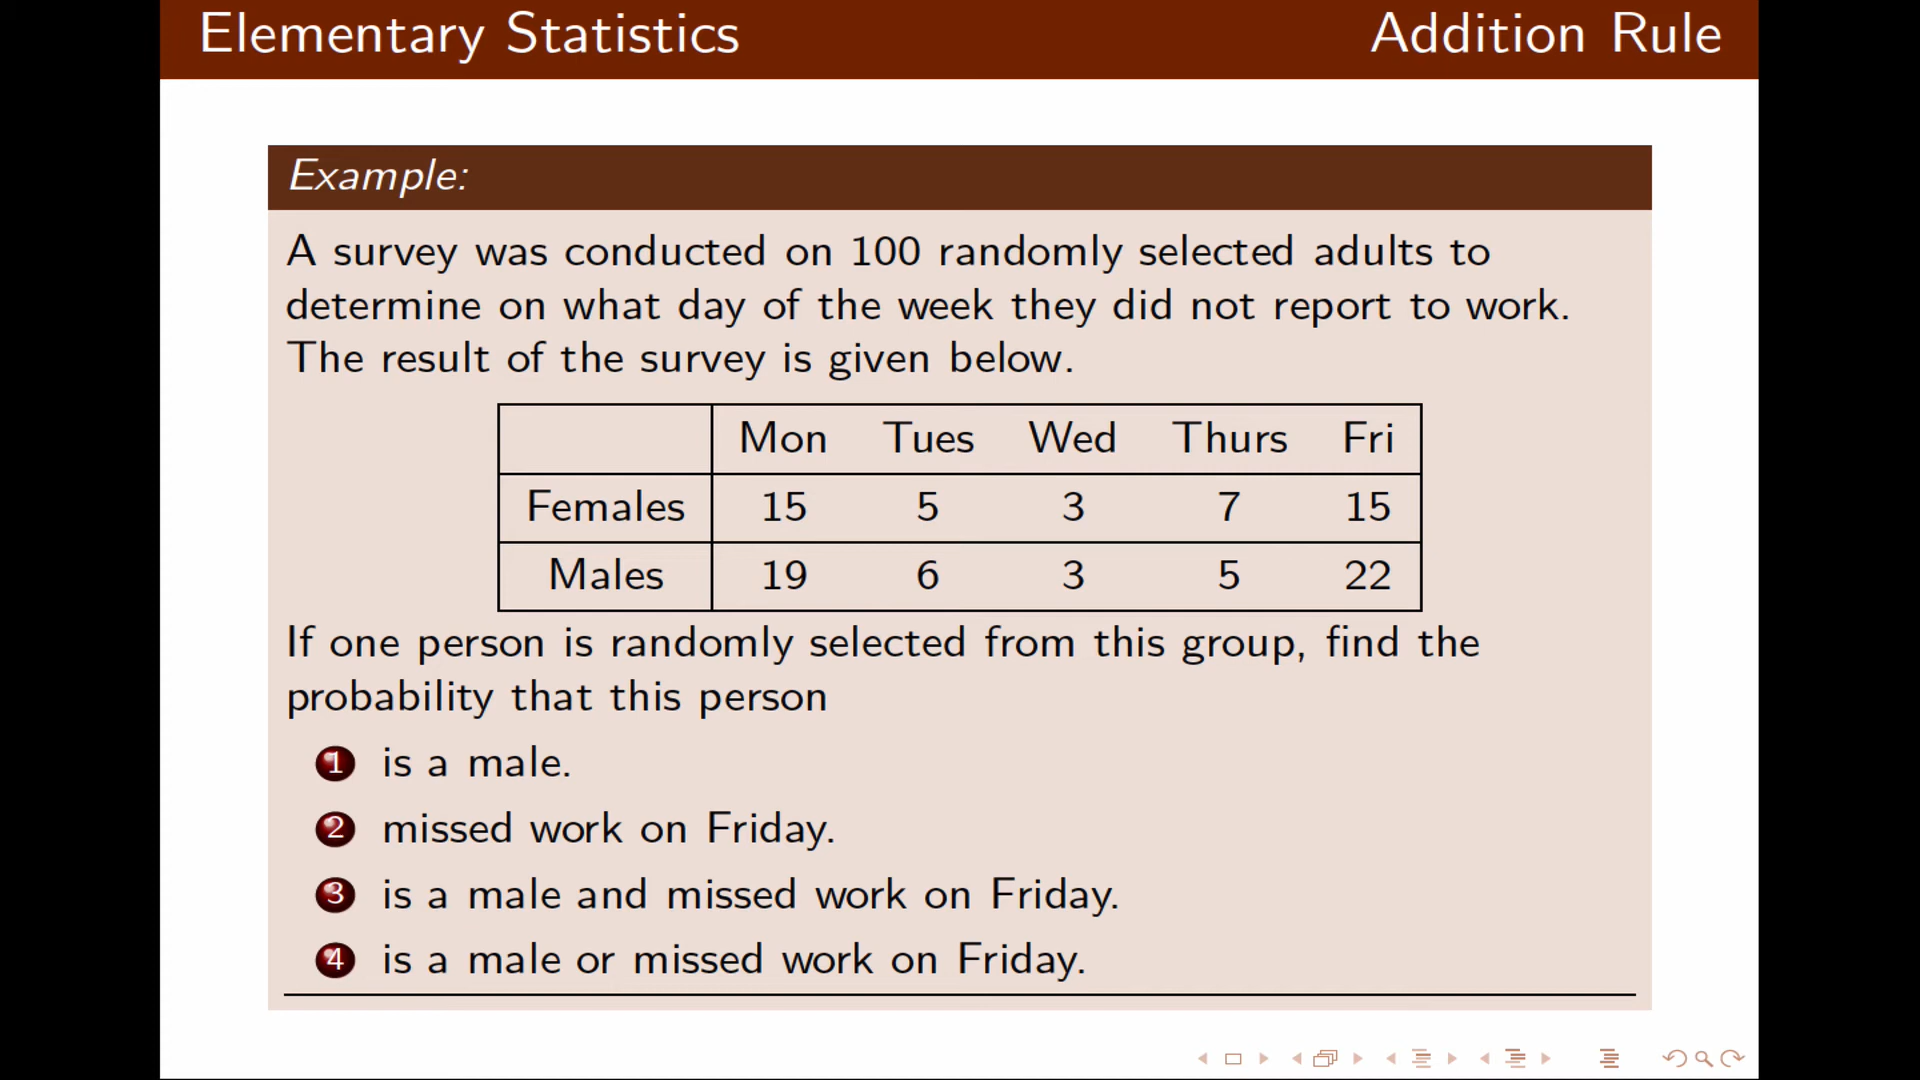 Elementary Statistics Addition Rule
Example:
A survey was conducted on 100 randomly selected adults to
determine on what day of the week they did not report to work.
The result of the survey is given below.
Mon Tues Wed Thurs Fri
Females 15 5 3 7 15
Males 19 6 3 5 22
If one person is randomly selected from this group, find the
probability that this person
1 is a male.
2 missed work on Friday.
3 is a male and missed work on Friday.
4 is a male or missed work on Friday.